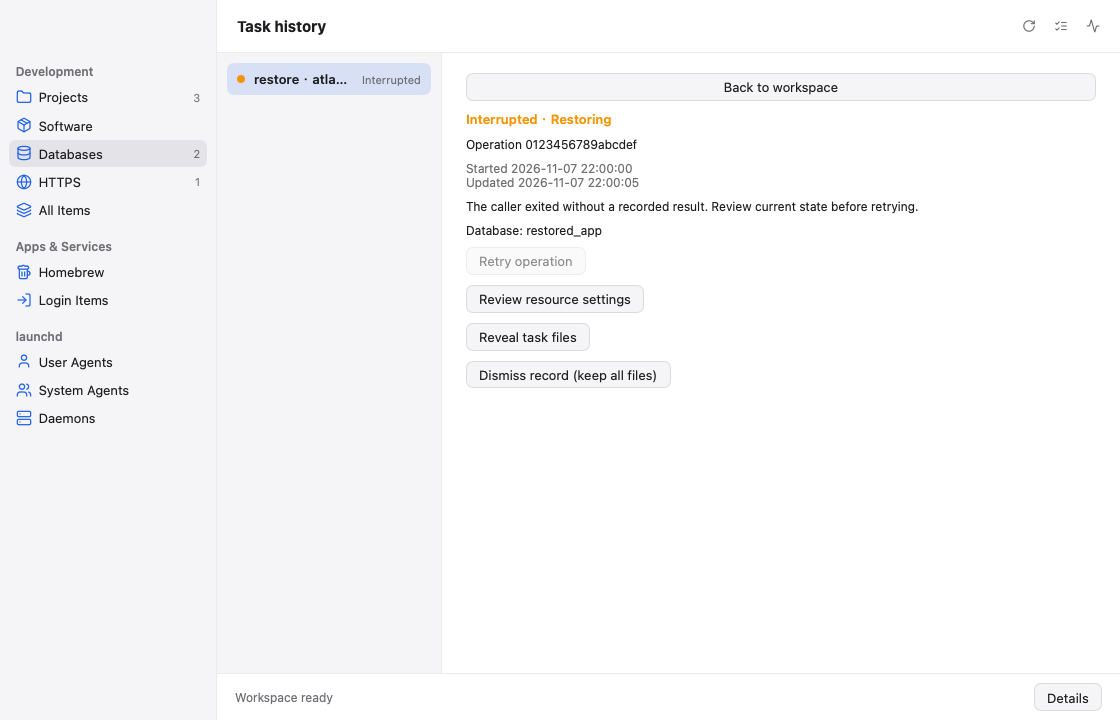 Task history
Development
Projects 3
Software
Databases 2
HTTPS 1
All Items
Apps & Services
Homebrew
Login Items
launchd
User Agents
System Agents
Daemons
restore · atla... Interrupted
Back to workspace
Interrupted · Restoring
Operation 0123456789abcdef
Started 2026-11-07 22:00:00
Updated 2026-11-07 22:00:05
The caller exited without a recorded result. Review current state before retrying.
Database: restored_app
Retry operation
Review resource settings
Reveal task files
Dismiss record (keep all files)
Workspace ready
Details